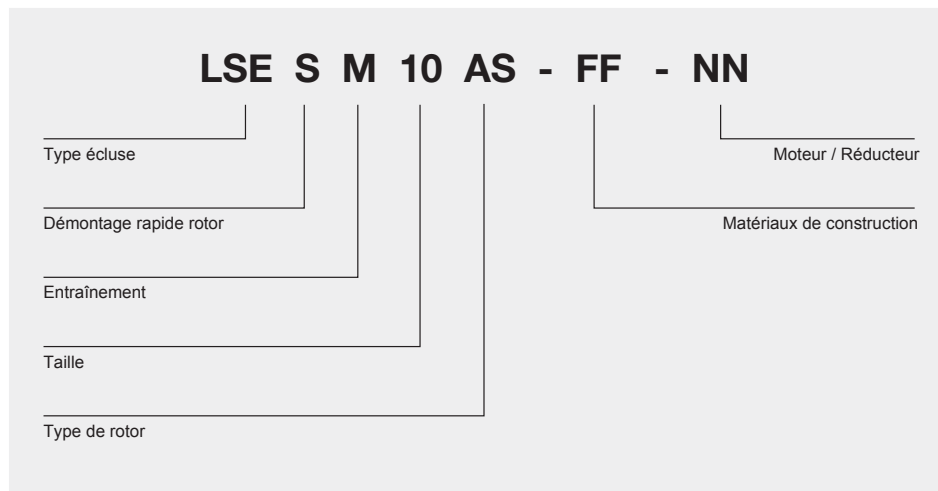 LSE S M 10 AS - FF - NN
Type écluse
Moteur / Réducteur
Démontage rapide rotor
Matériaux de construction
Entraînement
Taille
Type de rotor